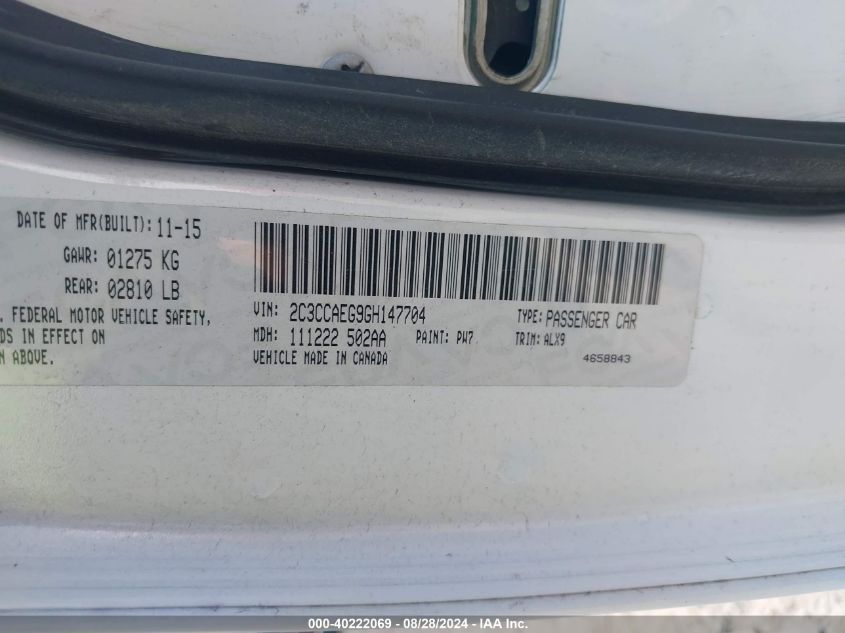 DATE OF MFR(BUILT): 11-15
GAWR: 01275 KG
REAR: 02810 LB
. FEDERAL MOTOR VEHICLE SAFETY,
DS IN EFFECT ON
N ABOVE.
VIN: 2C3CCAEG9GH147704
TYPE: PASSENGER CAR
MDH: 111222 502AA
PAINT: PW7
TRIM: ALX9
VEHICLE MADE IN CANADA
4658843
000-40222069 - 08/28/2024 - IAA Inc.